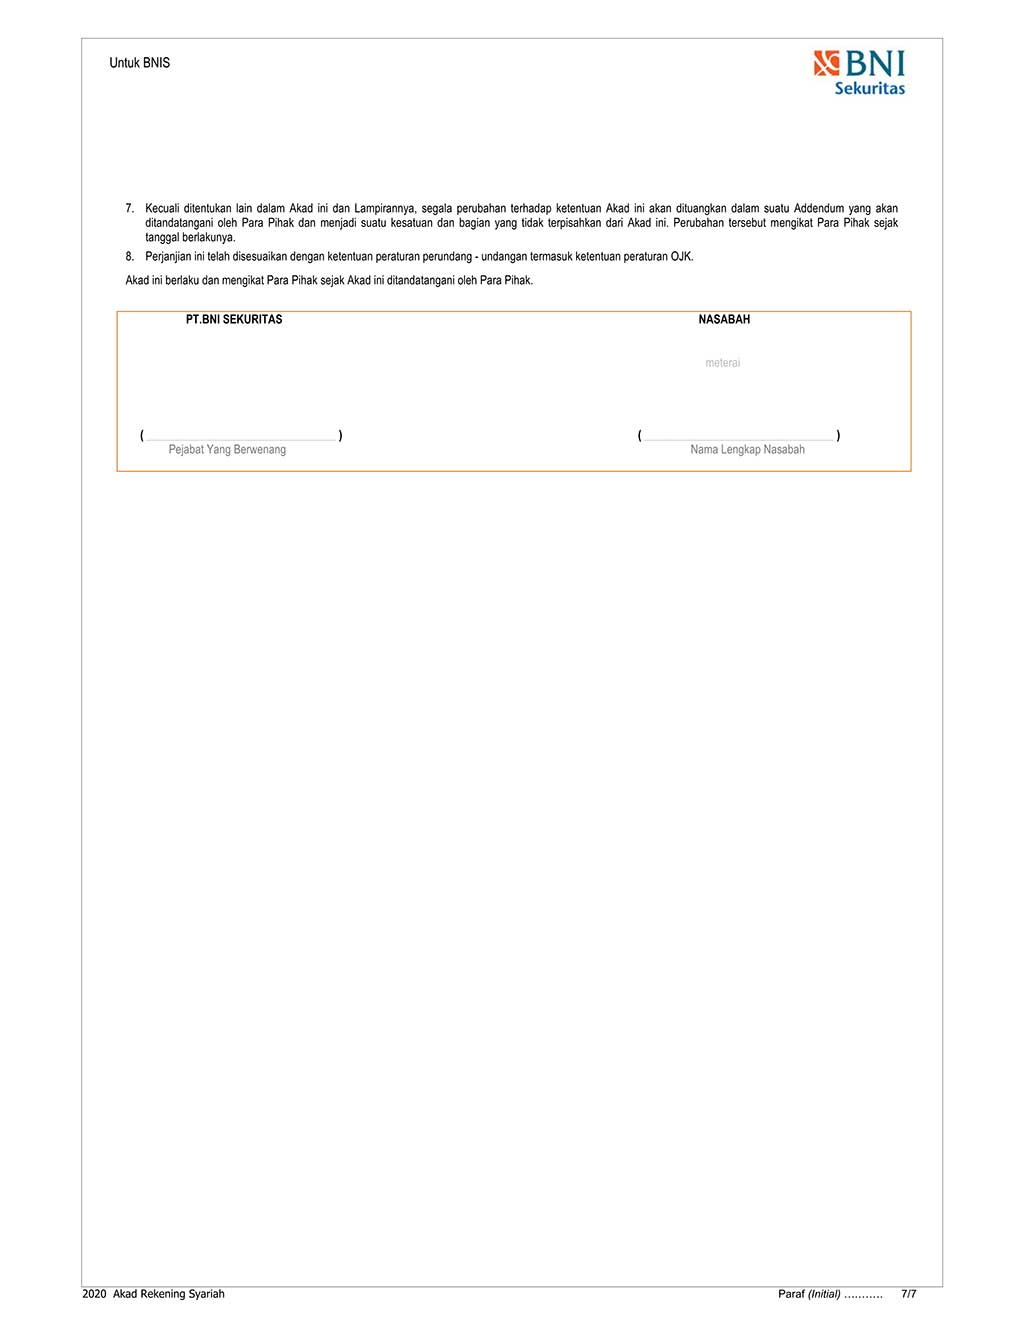 Untuk BNIS
BNI
Sekuritas
7. Kecuali ditentukan lain dalam Akad ini dan Lampirannya, segala perubahan terhadap ketentuan Akad ini akan dituangkan dalam suatu Addendum yang akan
ditandatangani oleh Para Pihak dan menjadi suatu kesatuan dan bagian yang tidak terpisahkan dari Akad ini. Perubahan tersebut mengikat Para Pihak sejak
tanggal berlakunya.
8. Perjanjian ini telah disesuaikan dengan ketentuan peraturan perundang - undangan termasuk ketentuan peraturan OJK.
Akad ini berlaku dan mengikat Para Pihak sejak Akad ini ditandatangani oleh Para Pihak.
PT.BNI SEKURITAS NASABAH
meterai
( ) ( )
Pejabat Yang Berwenang Nama Lengkap Nasabah
2020 Akad Rekening Syariah Paraf (Initial) ........... 7/7